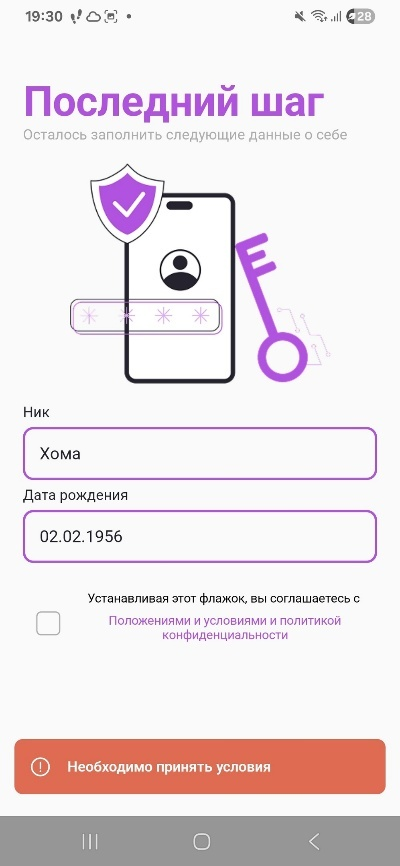 19:30
28
Последний шаг
Осталось заполнить следующие данные о себе
Ник
Хома
Дата рождения
02.02.1956
Устанавливая этот флажок, вы соглашаетесь с
Положениями и условиями и политикой
конфиденциальности
Необходимо принять условия